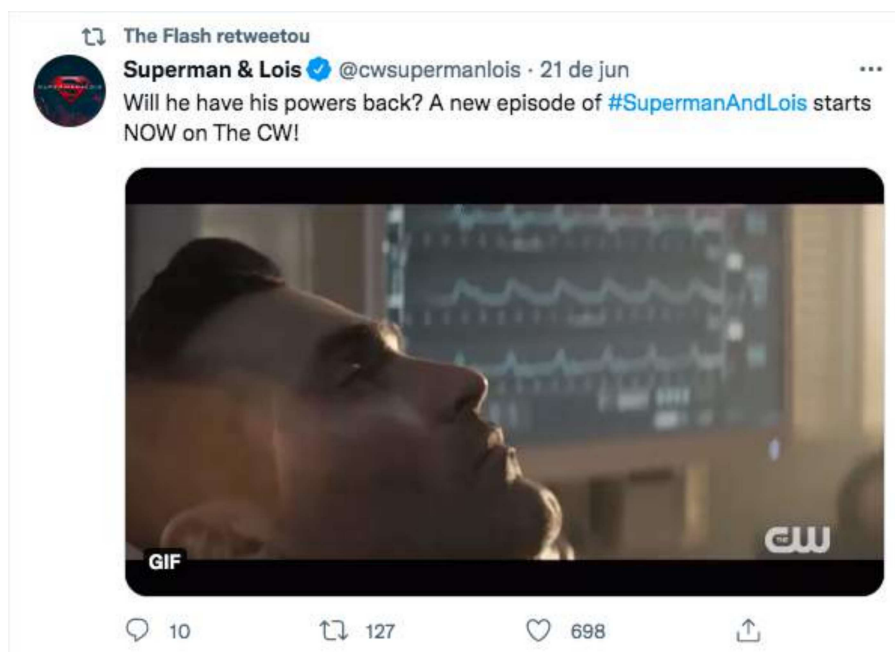 The Flash retweetou
Superman & Lois @cwsupermanlois · 21 de jun
Will he have his powers back? A new episode of #SupermanAndLois starts
NOW on The CW!
THE CW
GIF
10 127 698